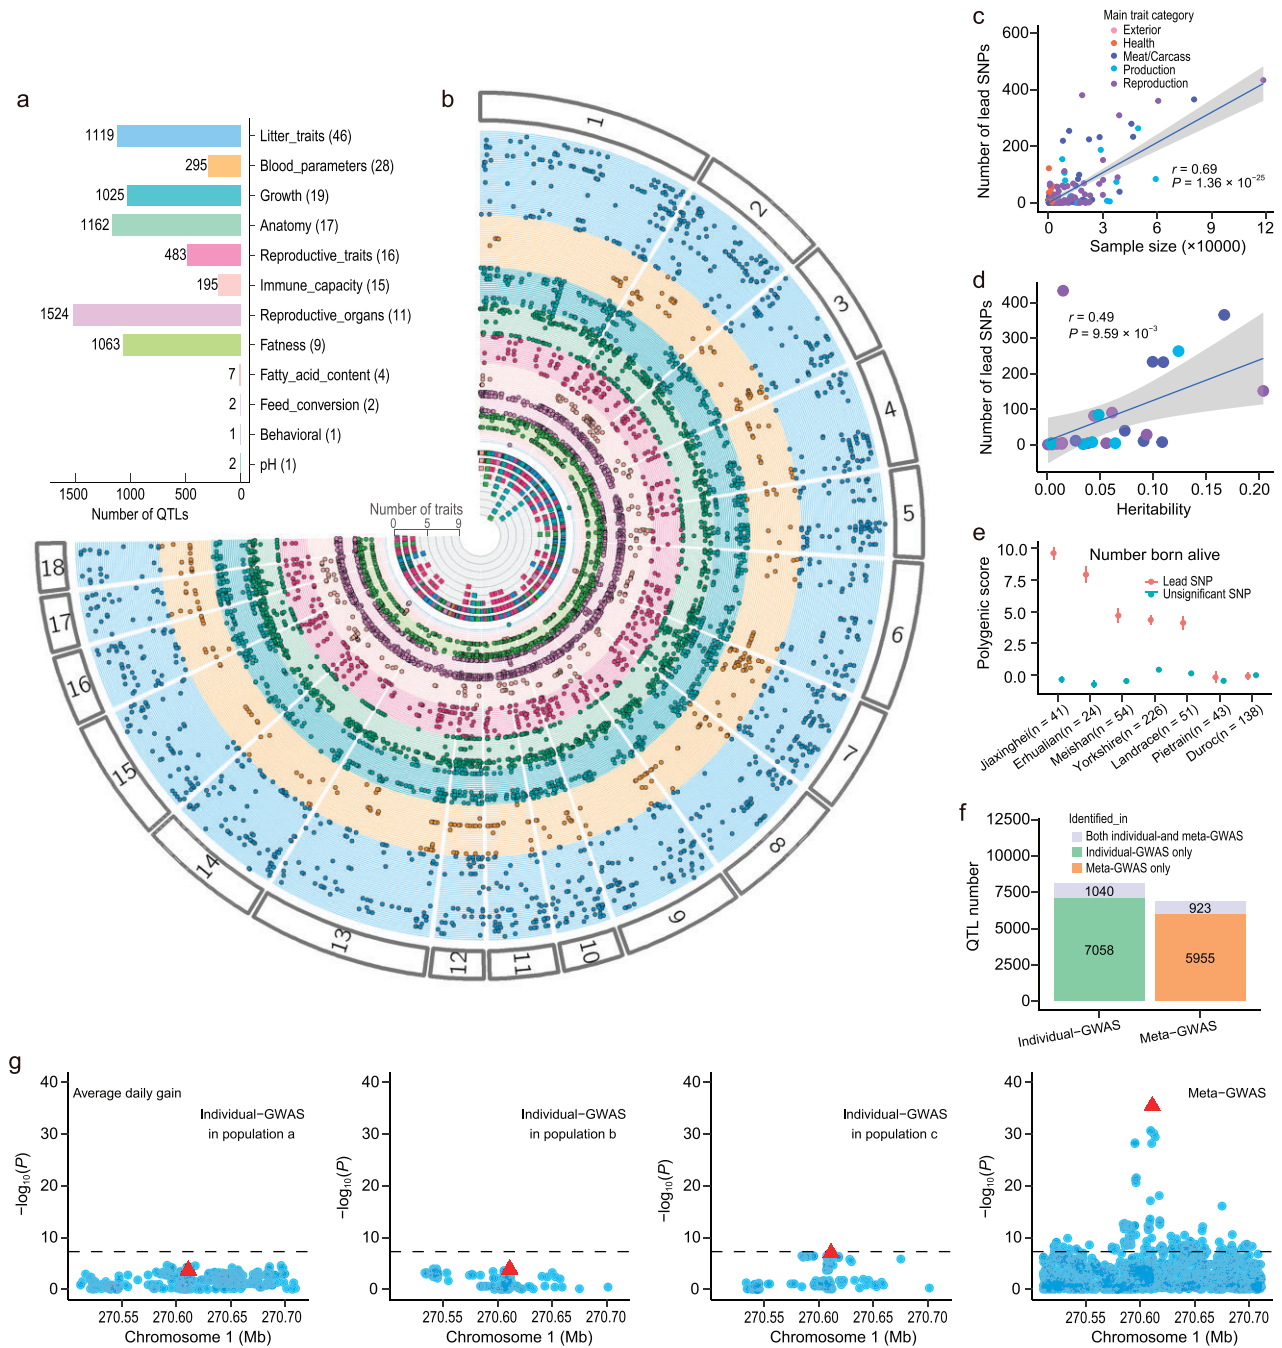 a
1119
Litter_traits (46)
295
Blood_parameters (28)
1025
Growth (19)
1162
Anatomy (17)
483
Reproductive_traits (16)
195
Immune_capacity (15)
1524
Reproductive_organs (11)
1063
Fatness (9)
7
Fatty_acid_content (4)
2
Feed_conversion (2)
1
Behavioral (1)
2
pH (1)
1500 1000 500 0
Number of QTLs
b
1
2
3
4
5
6
7
8
9
10
11
12
13
14
15
16
17
18
Number of traits
0 5 9
c
Main trait category
Exterior
Health
Meat/Carcass
Production
Reproduction
Number of lead SNPs
600
400
200
0
r = 0.69
P = 1.36 × 10⁻²⁵
0 3 6 9 12
Sample size (×10000)
d
Number of lead SNPs
400
300
200
100
0
r = 0.49
P = 9.59 × 10⁻³
0.00 0.05 0.10 0.15 0.20
Heritability
e
Number born alive
Lead SNP
Unsignificant SNP
Polygenic score
10.0
7.5
5.0
2.5
0.0
Jiaxinghei(n = 41)
Erhualian(n = 24)
Meishan(n = 54)
Yorkshire(n = 226)
Landrace(n = 51)
Pietrain(n = 43)
Duroc(n = 138)
f
Identified_in
Both individual-and meta-GWAS
Individual-GWAS only
Meta-GWAS only
QTL number
12500
10000
7500
5000
2500
0
1040
7058
923
5955
Individual-GWAS
Meta-GWAS
g
Average daily gain
Individual-GWAS
in population a
-log₁₀(P)
40
30
20
10
0
270.55 270.60 270.65 270.70
Chromosome 1 (Mb)
Individual-GWAS
in population b
-log₁₀(P)
40
30
20
10
0
270.55 270.60 270.65 270.70
Chromosome 1 (Mb)
Individual-GWAS
in population c
-log₁₀(P)
40
30
20
10
0
270.55 270.60 270.65 270.70
Chromosome 1 (Mb)
Meta-GWAS
-log₁₀(P)
40
30
20
10
0
270.55 270.60 270.65 270.70
Chromosome 1 (Mb)